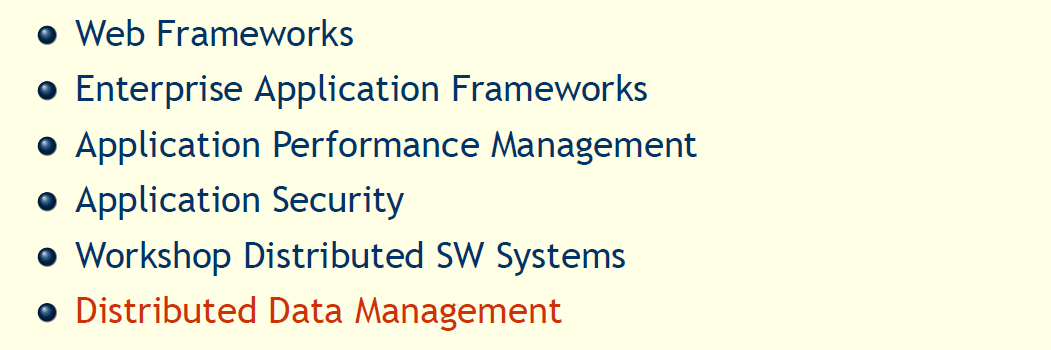 Web Frameworks
Enterprise Application Frameworks
Application Performance Management
Application Security
Workshop Distributed SW Systems
Distributed Data Management